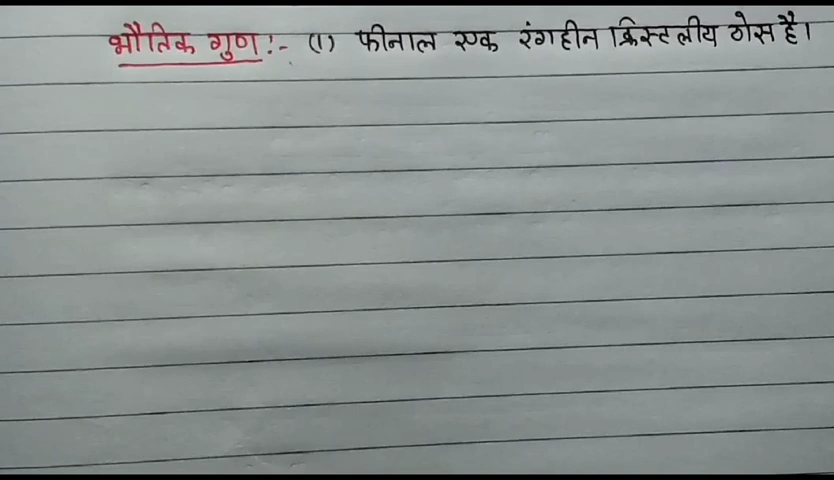 भौतिक गुण :- (1) फीनाल एक रंगहीन क्रिस्टलीय ठोस है।